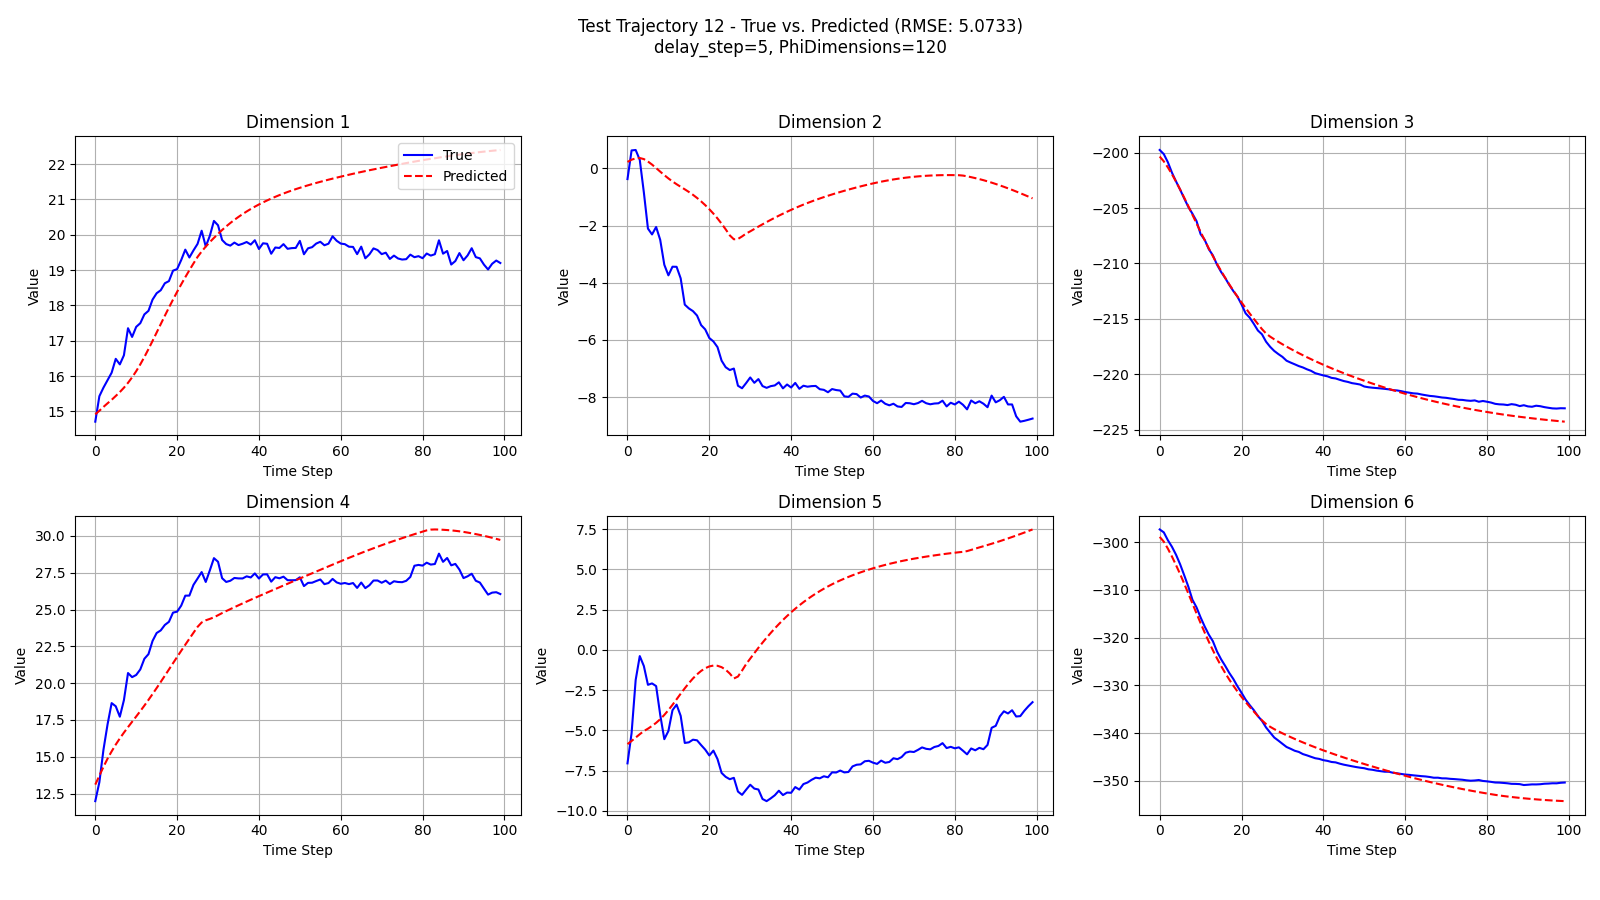 Test Trajectory 12 - True vs. Predicted (RMSE: 5.0733)
delay_step=5, PhiDimensions=120
Dimension 1
Value
22
21
20
19
18
17
16
15
0 20 40 60 80 100
Time Step
True
Predicted
Dimension 2
Value
0
−2
−4
−6
−8
0 20 40 60 80 100
Time Step
Dimension 3
Value
−200
−205
−210
−215
−220
−225
0 20 40 60 80 100
Time Step
Dimension 4
Value
30.0
27.5
25.0
22.5
20.0
17.5
15.0
12.5
0 20 40 60 80 100
Time Step
Dimension 5
Value
7.5
5.0
2.5
0.0
−2.5
−5.0
−7.5
−10.0
0 20 40 60 80 100
Time Step
Dimension 6
Value
−300
−310
−320
−330
−340
−350
0 20 40 60 80 100
Time Step